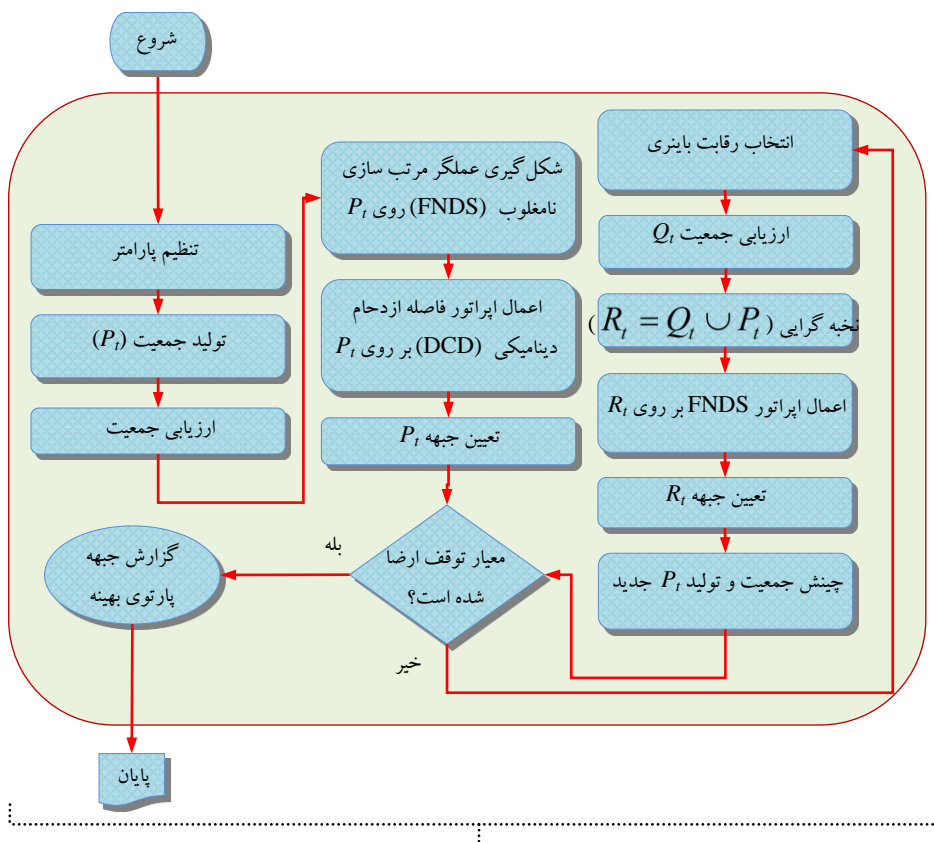 شروع
تنظیم پارامتر
تولید جمعیت (Pt)
ارزیابی جمعیت
شکل‌گیری عملگر مرتب سازی
نامغلوب (FNDS) روی Pt
اعمال اپراتور فاصله ازدحام
دینامیکی (DCD) بر روی Pt
تعیین جبهه Pt
معیار توقف ارضا
شده است؟
بله
خیر
گزارش جبهه
پارتوی بهینه
پایان
انتخاب رقابت باینری
ارزیابی جمعیت Qt
نخبه گرایی (Rt = Qt ∪ Pt)
اعمال اپراتور FNDS بر روی Rt
تعیین جبهه Rt
چینش جمعیت و تولید Pt جدید